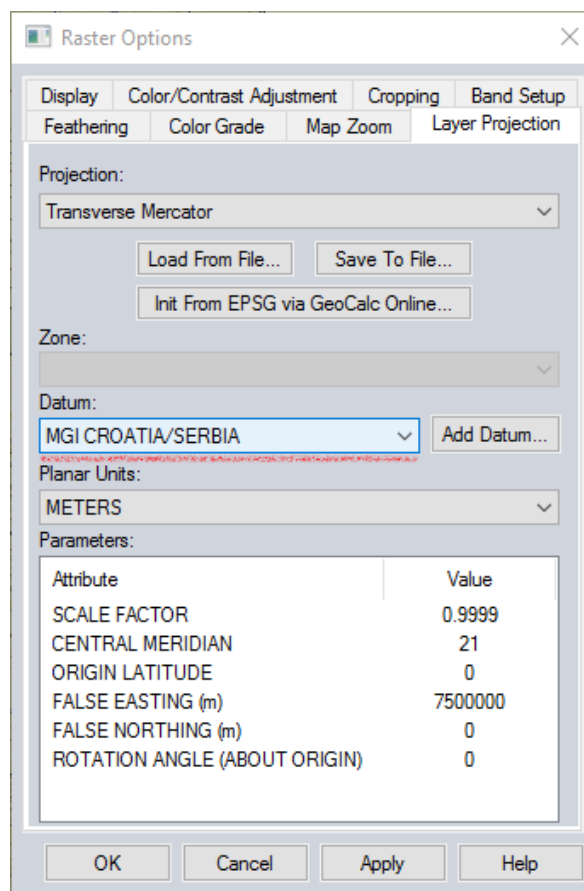 Raster Options
Display Color/Contrast Adjustment Cropping Band Setup
Feathering Color Grade Map Zoom Layer Projection
Projection:
Transverse Mercator
Load From File... Save To File...
Init From EPSG via GeoCalc Online...
Zone:
Datum:
MGI CROATIA/SERBIA Add Datum...
Planar Units:
METERS
Parameters:
Attribute Value
SCALE FACTOR 0.9999
CENTRAL MERIDIAN 21
ORIGIN LATITUDE 0
FALSE EASTING (m) 7500000
FALSE NORTHING (m) 0
ROTATION ANGLE (ABOUT ORIGIN) 0
OK Cancel Apply Help